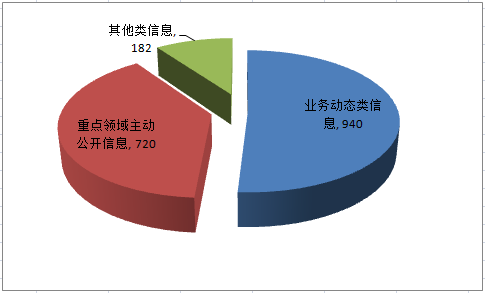 其他类信息,
182
业务动态类信
息, 940
重点领域主动
公开信息, 720